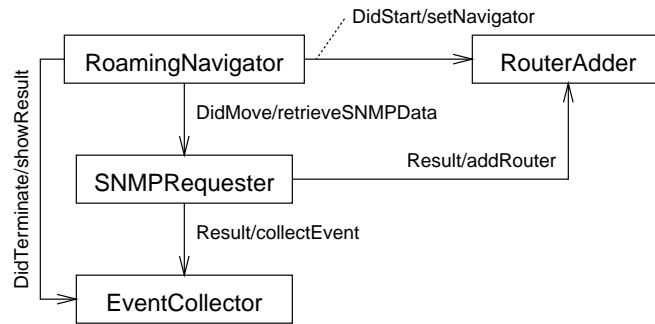 DidStart/setNavigator
RoamingNavigator
RouterAdder
DidMove/retrieveSNMPData
DidTerminate/showResult
Result/addRouter
SNMPRequester
Result/collectEvent
EventCollector